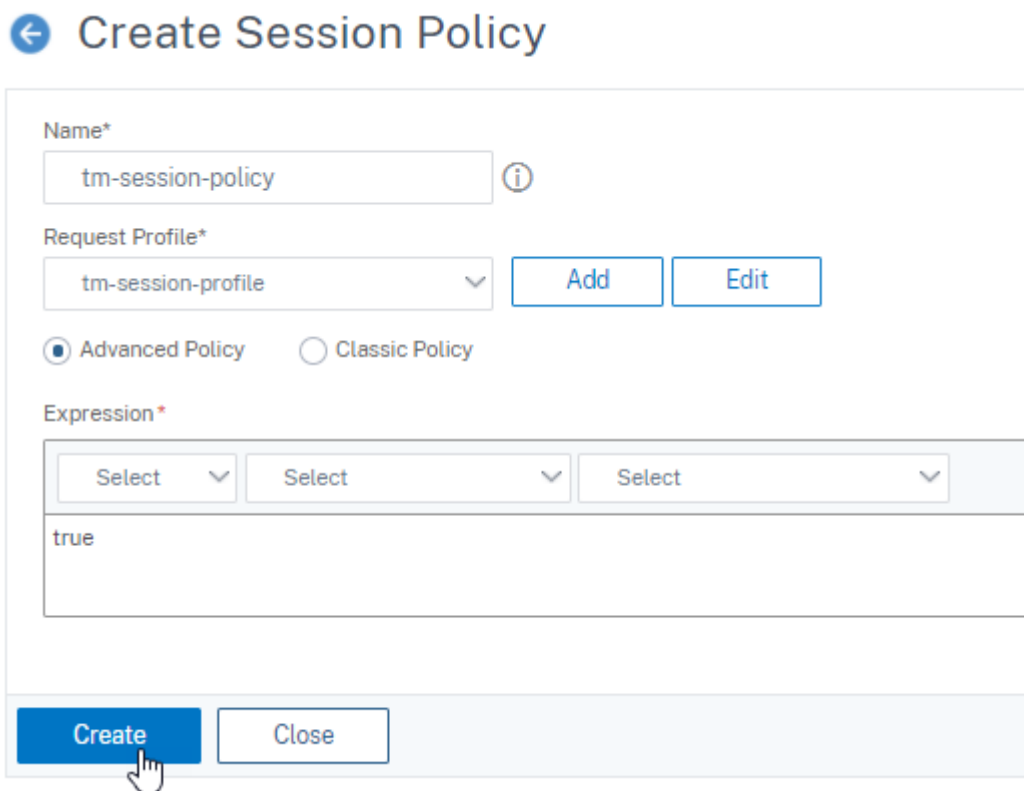 Create Session Policy
Name*
tm-session-policy
Request Profile*
tm-session-profile Add Edit
Advanced Policy Classic Policy
Expression*
Select Select Select
true
Create Close